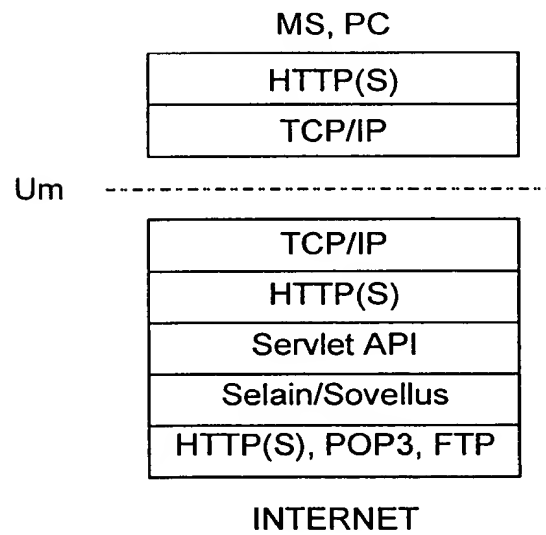 MS, PC
HTTP(S)
TCP/IP
Um
TCP/IP
HTTP(S)
Servlet API
Selain/Sovellus
HTTP(S), POP3, FTP
INTERNET